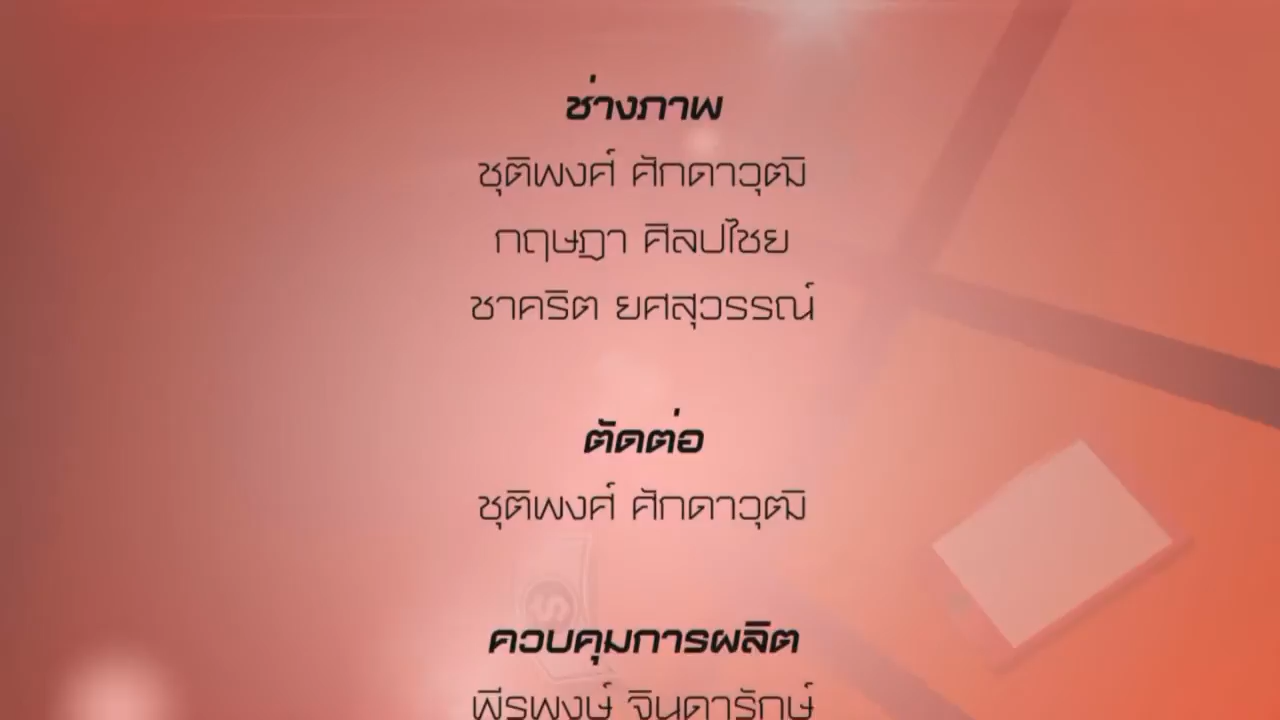 ช่างภาพ
ชุติพงศ์ ศักดาวุฒิ
กฤษฎา ศิลปไชย
ชาคริต ยศสุวรรณ์
ตัดต่อ
ชุติพงศ์ ศักดาวุฒิ
ควบคุมการผลิต
พีรพงษ์ จินดารักษ์